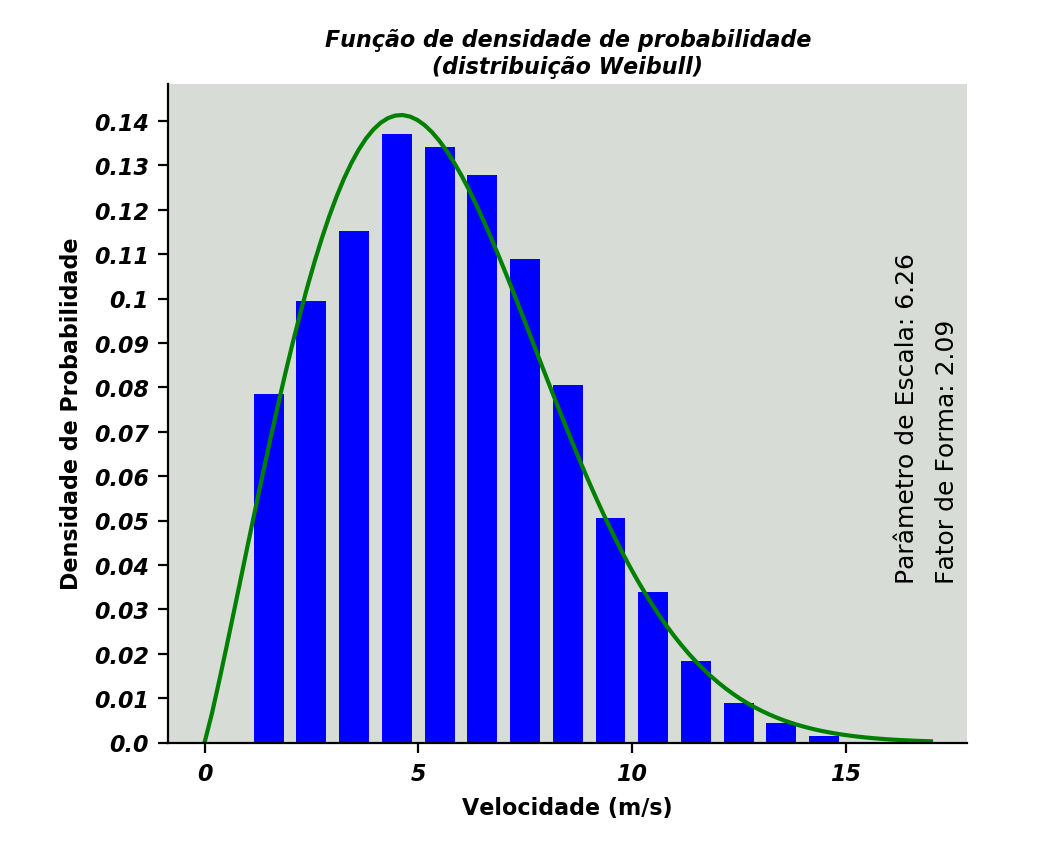 Função de densidade de probabilidade
(distribuição Weibull)
Densidade de Probabilidade
0.14
0.13
0.12
0.11
0.1
0.09
0.08
0.07
0.06
0.05
0.04
0.03
0.02
0.01
0.0
Parâmetro de Escala: 6.26
Fator de Forma: 2.09
0 5 10 15
Velocidade (m/s)